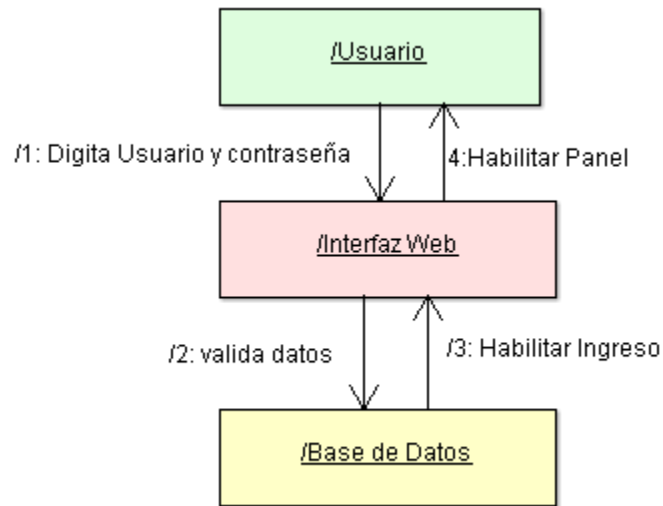 /Usuario
/1: Digita Usuario y contraseña
4:Habilitar Panel
/Interfaz Web
/2: valida datos
/3: Habilitar Ingreso
/Base de Datos